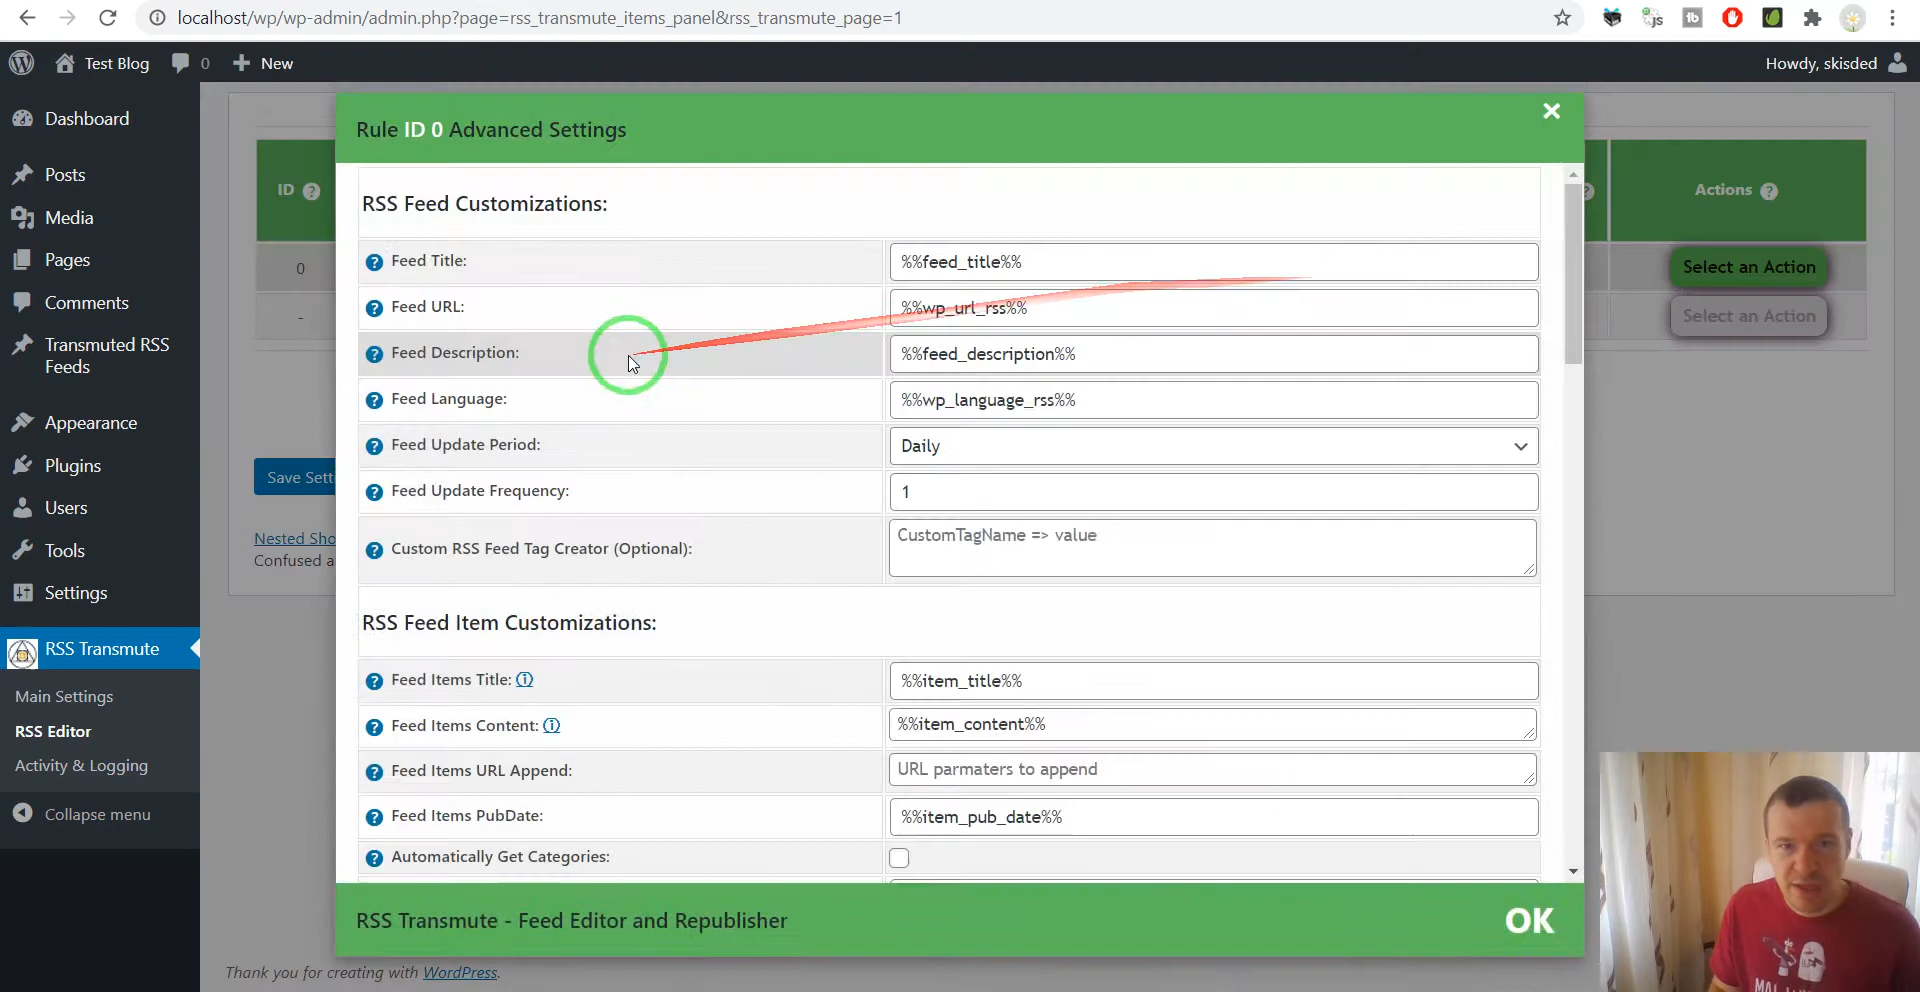 localhost/wp/wp-admin/admin.php?page=rss_transmute_items_panel&rss_transmute_page=1
Test Blog
0
New
Howdy, skisded
Dashboard
Posts
Media
Pages
Comments
Transmuted RSS
Feeds
Appearance
Plugins
Users
Tools
Settings
RSS Transmute
Main Settings
RSS Editor
Activity & Logging
Collapse menu
ID
0
-
Save Sett
Nested Sho
Confused a
Rule ID 0 Advanced Settings
RSS Feed Customizations:
Feed Title:
%%feed_title%%
Feed URL:
%%wp_url_rss%%
Feed Description:
%%feed_description%%
Feed Language:
%%wp_language_rss%%
Feed Update Period:
Daily
Feed Update Frequency:
1
Custom RSS Feed Tag Creator (Optional):
CustomTagName => value
RSS Feed Item Customizations:
Feed Items Title:
%%item_title%%
Feed Items Content:
%%item_content%%
Feed Items URL Append:
URL parmaters to append
Feed Items PubDate:
%%item_pub_date%%
Automatically Get Categories:
RSS Transmute - Feed Editor and Republisher
OK
Actions
Select an Action
Select an Action
Thank you for creating with WordPress.